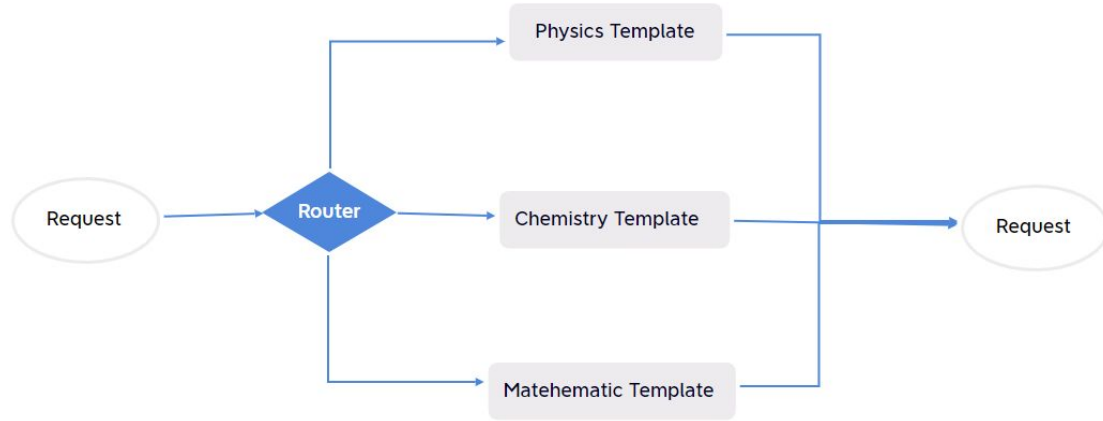 Physics Template
Request
Router
Chemistry Template
Request
Matehematic Template